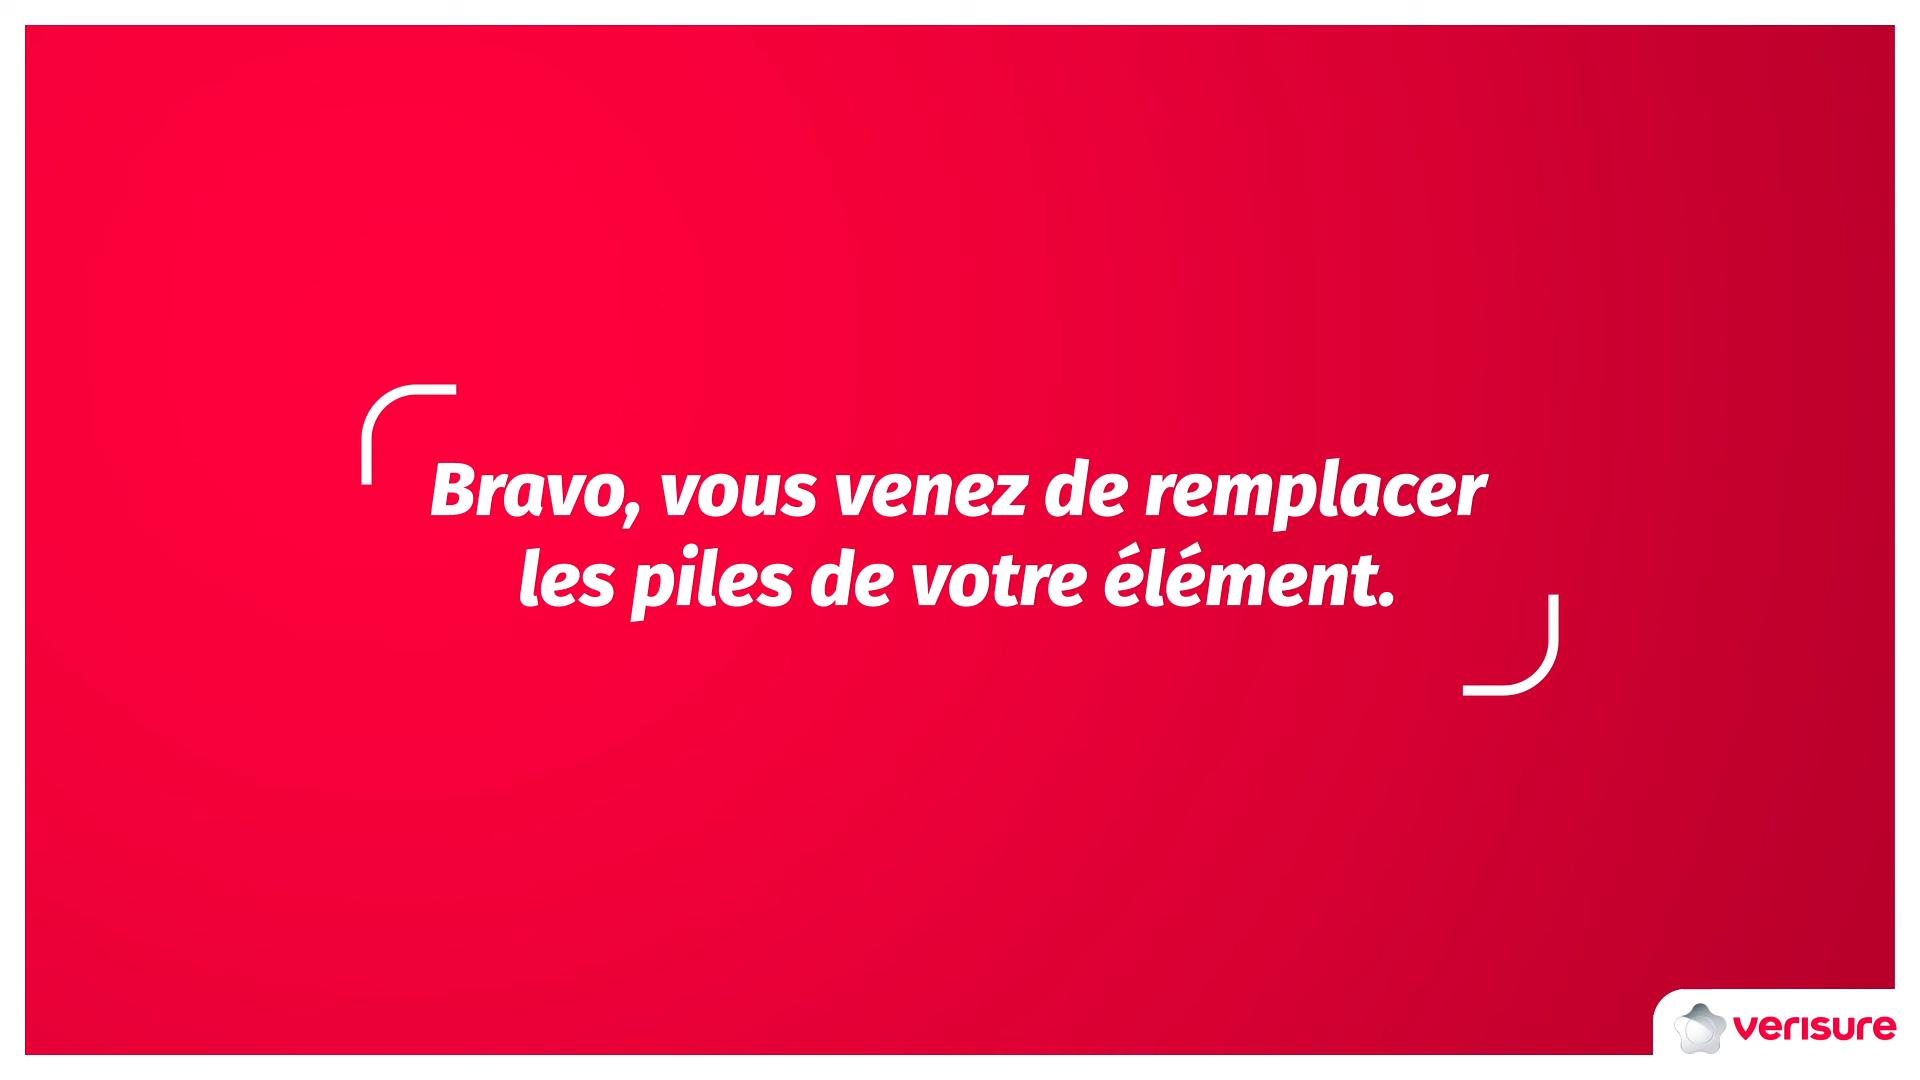 Bravo, vous venez de remplacer
les piles de votre élément.
verisure